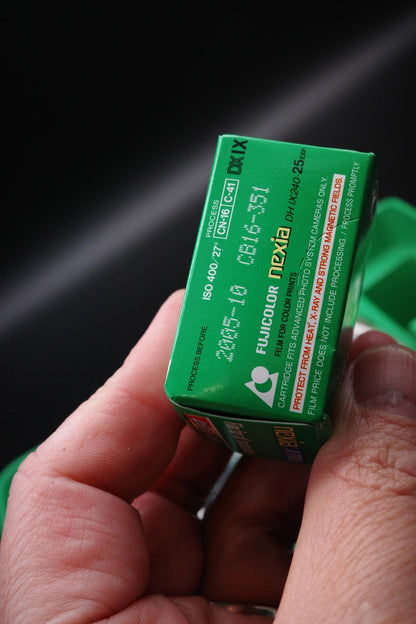 PROCESS
CN-16 C-41 DX IX
ISO 400/27°
PROCESS BEFORE
2005-10 CB16-351
FUJICOLOR nexia DH IX240-25EXP.
FILM FOR COLOR PRINTS
CARTRIDGE FITS ADVANCED PHOTO SYSTEM CAMERAS ONLY.
PROTECT FROM HEAT, X-RAY AND STRONG MAGNETIC FIELDS.
FILM PRICE DOES NOT INCLUDE PROCESSING / PROCESS PROMPTLY.